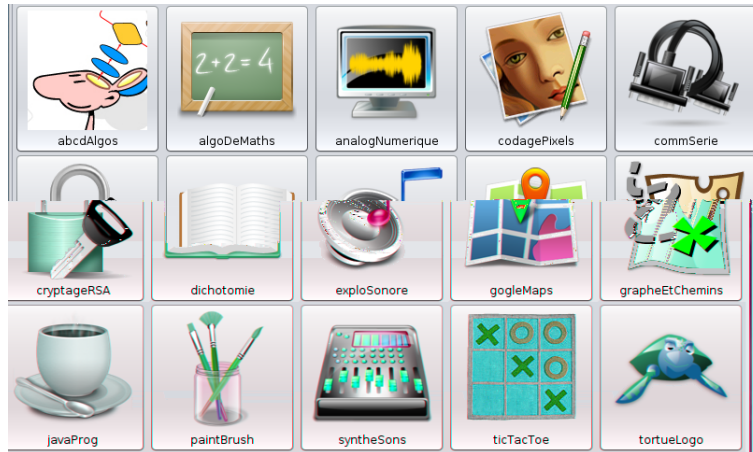 2+2=4
abcdAlgos
algoDeMaths
analogNumerique
codagePixels
commSerie
cryptageRSA
dichotomie
exploSonore
gogleMaps
grapheEtChemins
javaProg
paintBrush
syntheSons
ticTacToe
tortueLogo